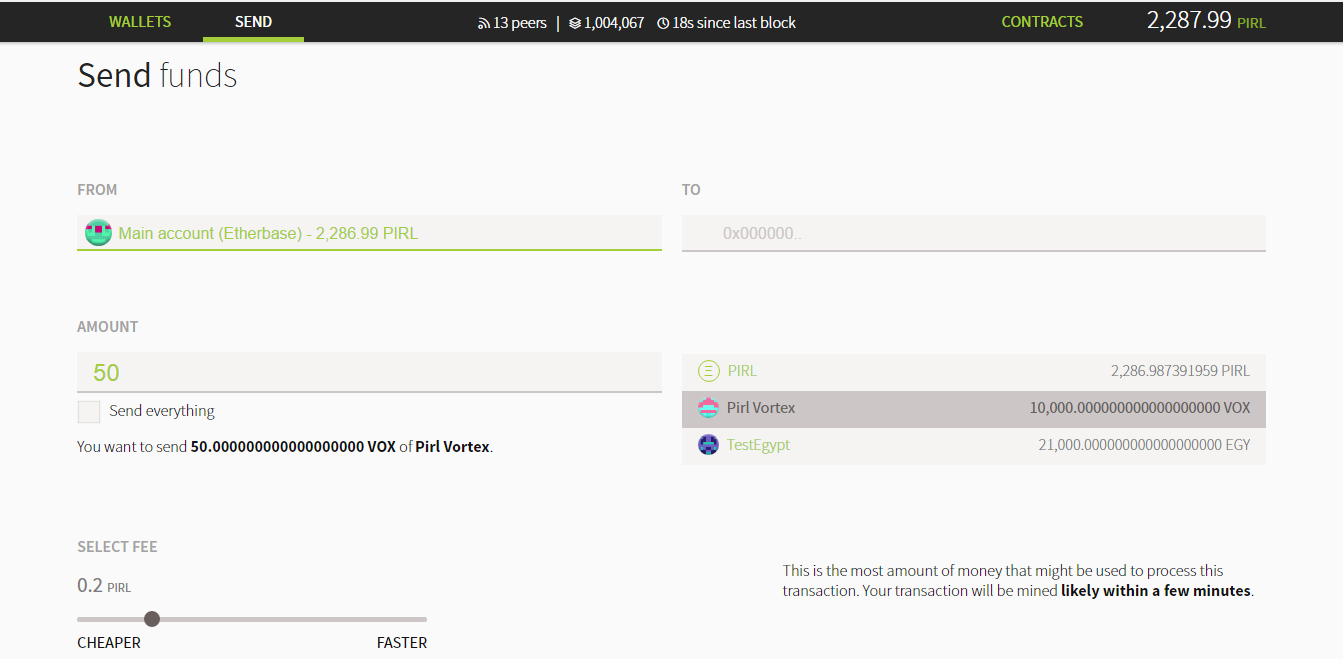 WALLETS SEND 13 peers | 1,004,067 18s since last block CONTRACTS 2,287.99 PIRL
Send funds
FROM
Main account (Etherbase) - 2,286.99 PIRL
TO
0x000000..
AMOUNT
50
Send everything
You want to send 50.000000000000000000 VOX of Pirl Vortex.
PIRL 2,286.987391959 PIRL
Pirl Vortex 10,000.000000000000000000 VOX
TestEgypt 21,000.000000000000000000 EGY
SELECT FEE
0.2 PIRL
CHEAPER FASTER
This is the most amount of money that might be used to process this
transaction. Your transaction will be mined likely within a few minutes.